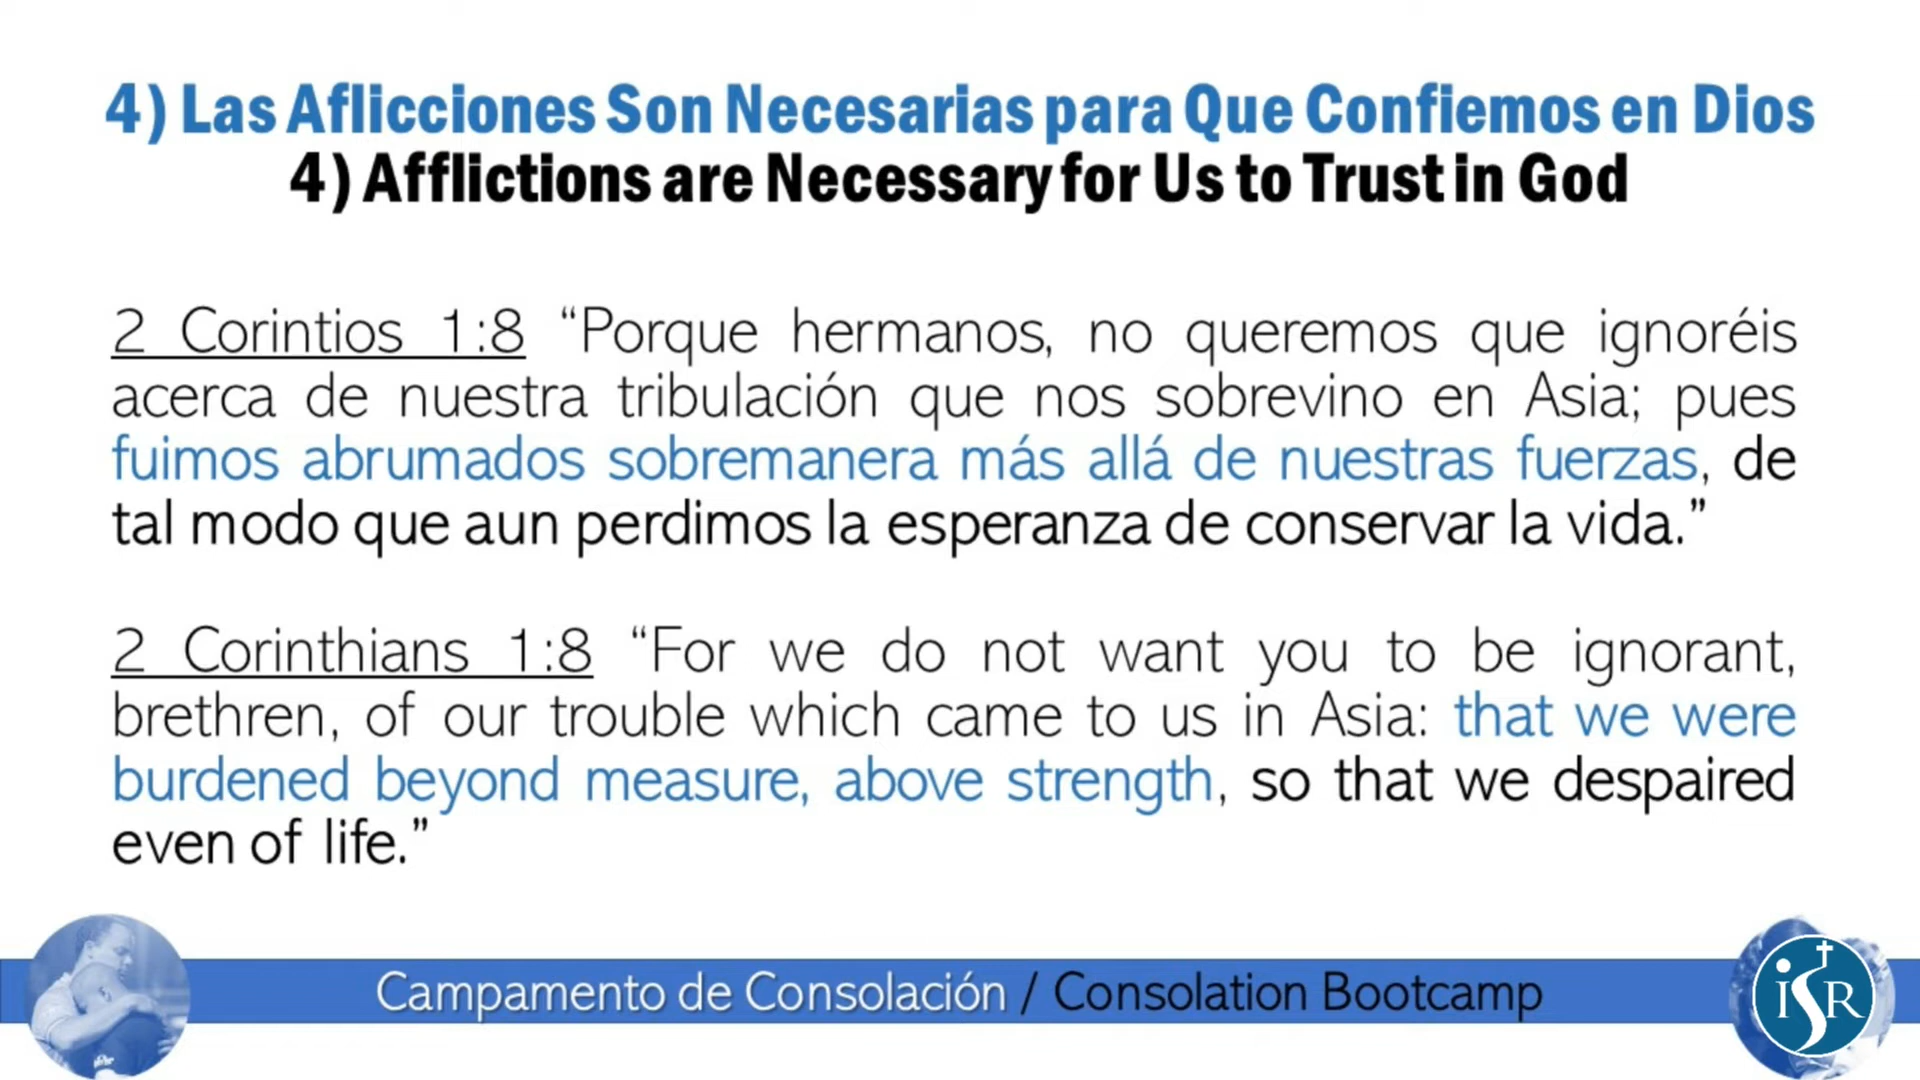 4) Las Aflicciones Son Necesarias para Que Confiemos en Dios
4) Afflictions are Necessary for Us to Trust in God
2 Corintios 1:8 “Porque hermanos, no queremos que ignoréis
acerca de nuestra tribulación que nos sobrevino en Asia; pues
fuimos abrumados sobremanera más allá de nuestras fuerzas, de
tal modo que aun perdimos la esperanza de conservar la vida.”
2 Corinthians 1:8 “For we do not want you to be ignorant,
brethren, of our trouble which came to us in Asia: that we were
burdened beyond measure, above strength, so that we despaired
even of life.”
Campamento de Consolación / Consolation Bootcamp
iSR